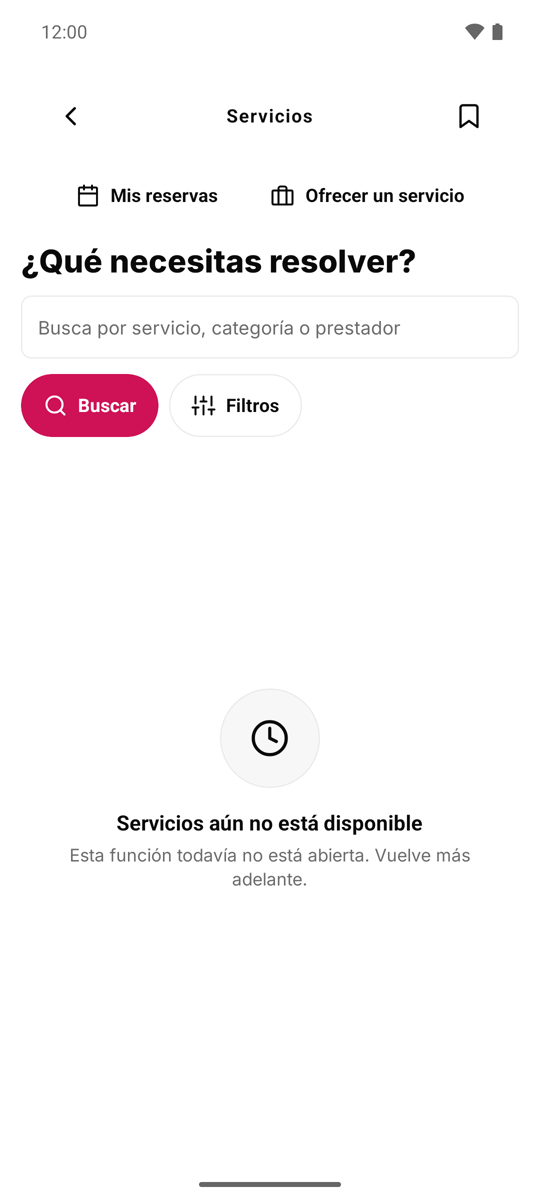 12:00
Servicios
Mis reservas
Ofrecer un servicio
¿Qué necesitas resolver?
Busca por servicio, categoría o prestador
Buscar
Filtros
Servicios aún no está disponible
Esta función todavía no está abierta. Vuelve más
adelante.